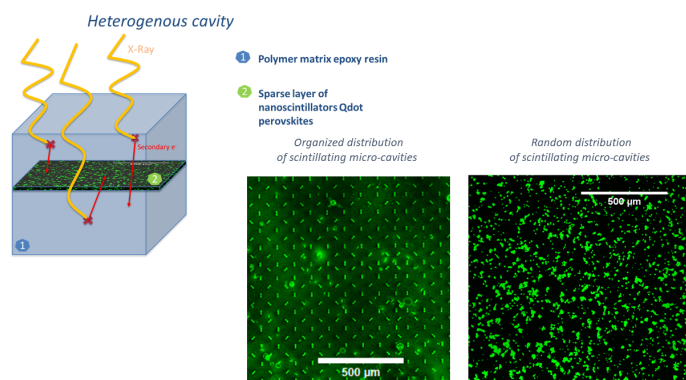 Heterogenous cavity
X-Ray
Secondary e-
2
1
1 Polymer matrix epoxy resin
2 Sparse layer of
nanoscintillators Qdot
perovskites
Organized distribution
of scintillating micro-cavities
500 µm
Random distribution
of scintillating micro-cavities
500 µm